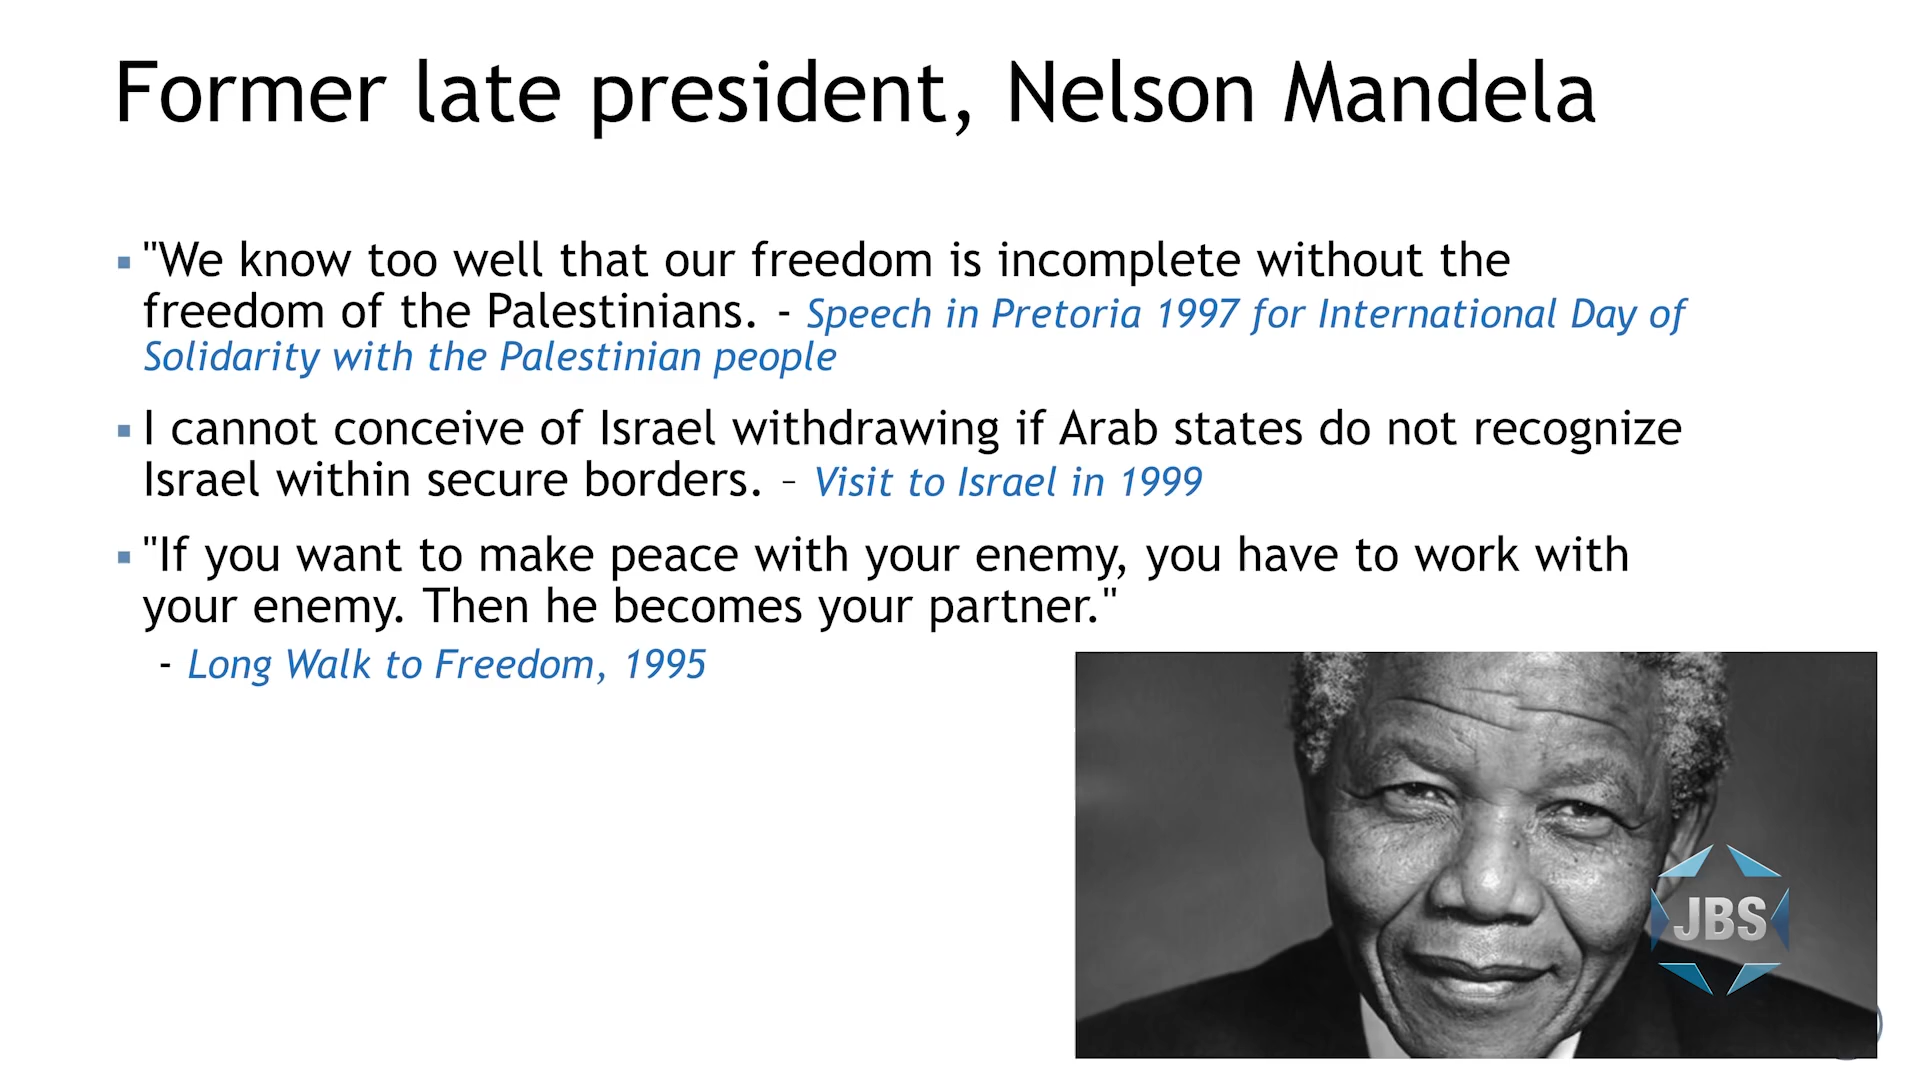 Former late president, Nelson Mandela
▪ "We know too well that our freedom is incomplete without the
freedom of the Palestinians. - Speech in Pretoria 1997 for International Day of
Solidarity with the Palestinian people
▪ I cannot conceive of Israel withdrawing if Arab states do not recognize
Israel within secure borders. – Visit to Israel in 1999
▪ "If you want to make peace with your enemy, you have to work with
your enemy. Then he becomes your partner."
- Long Walk to Freedom, 1995
JBS